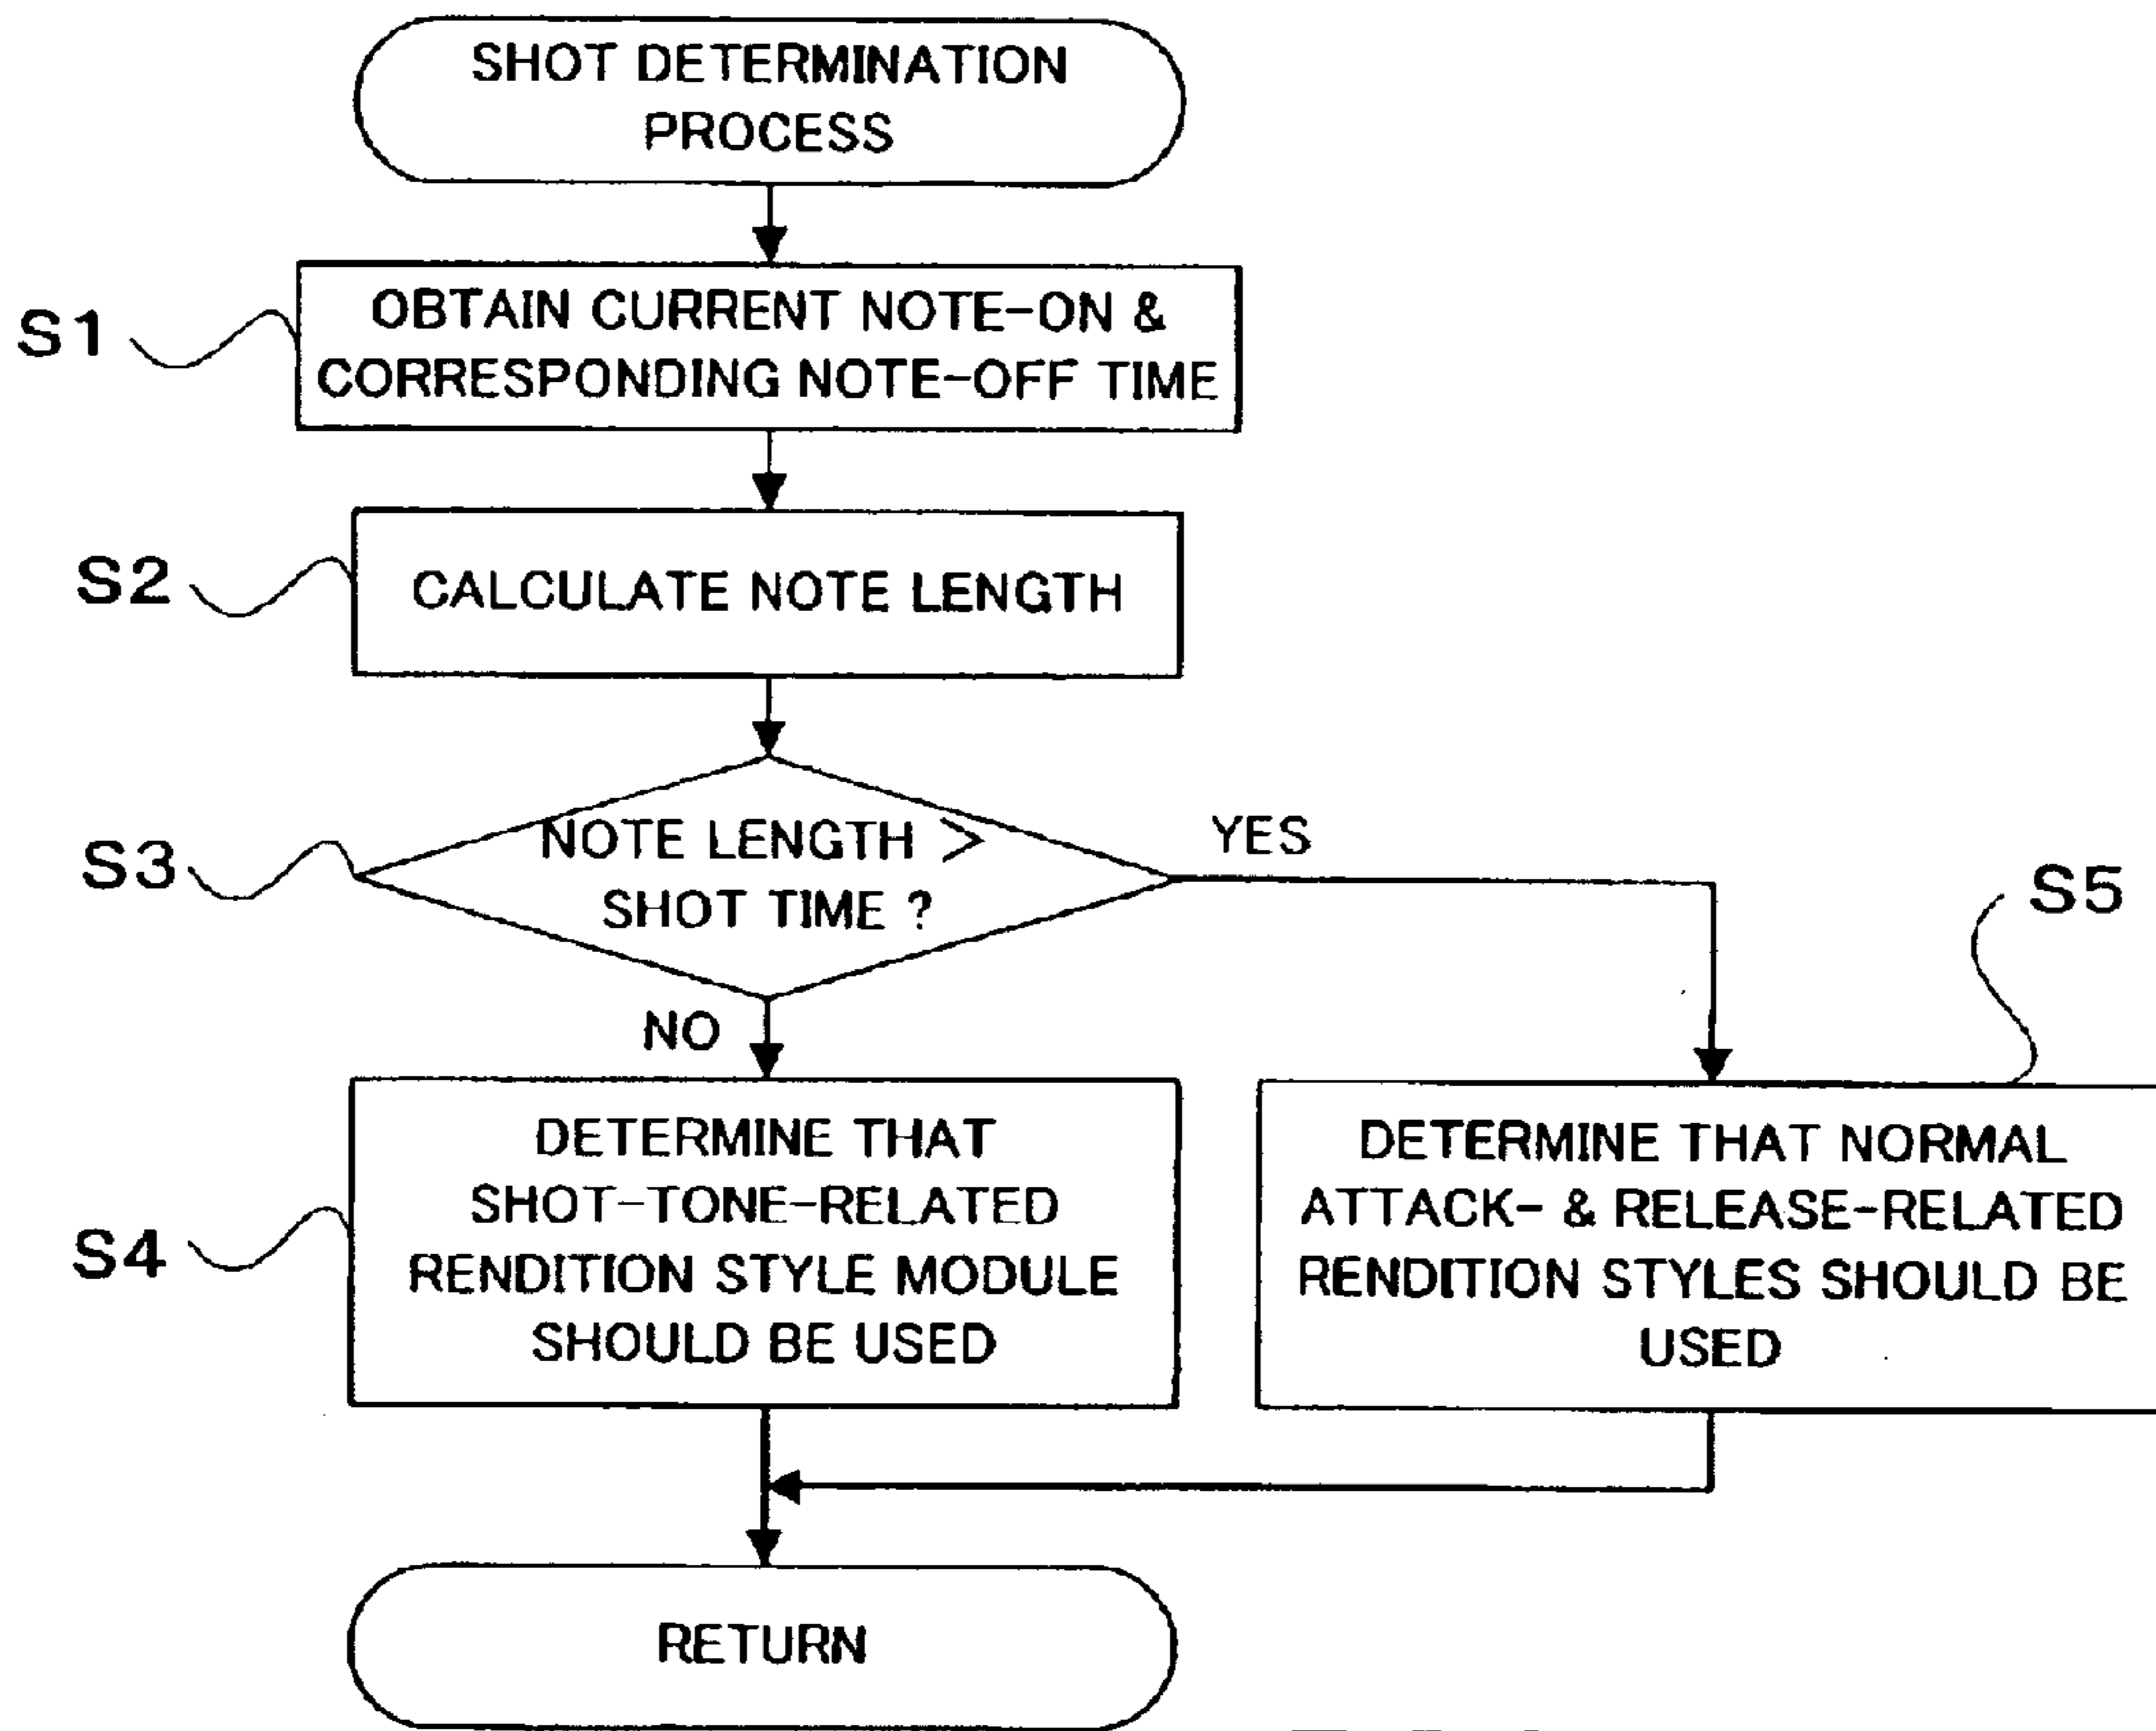 SHOT DETERMINATION
PROCESS
S1
OBTAIN CURRENT NOTE-ON &
CORRESPONDING NOTE-OFF TIME
S2
CALCULATE NOTE LENGTH
S3
NOTE LENGTH >
SHOT TIME ?
YES
NO
S4
DETERMINE THAT
SHOT-TONE-RELATED
RENDITION STYLE MODULE
SHOULD BE USED
S5
DETERMINE THAT NORMAL
ATTACK- & RELEASE-RELATED
RENDITION STYLES SHOULD BE
USED
RETURN